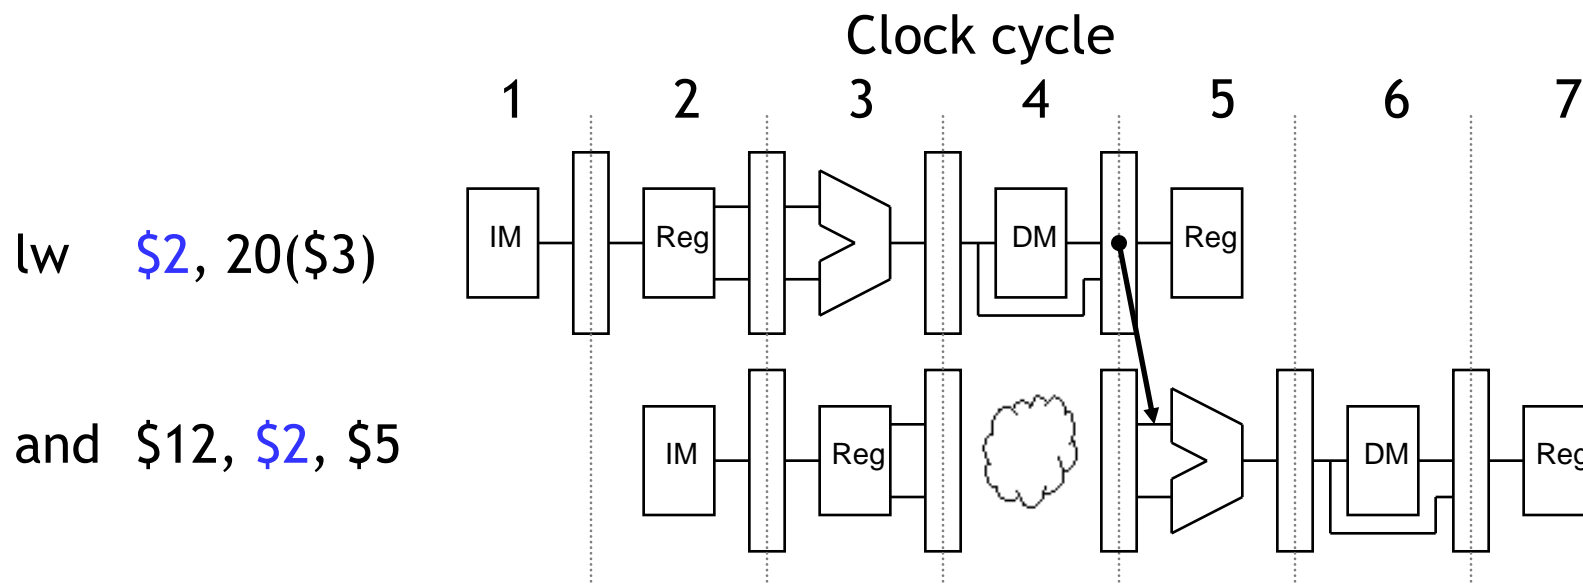 Clock cycle
1 2 3 4 5 6 7
IM Reg DM Reg
lw $2, 20($3)
IM Reg DM Reg
and $12, $2, $5